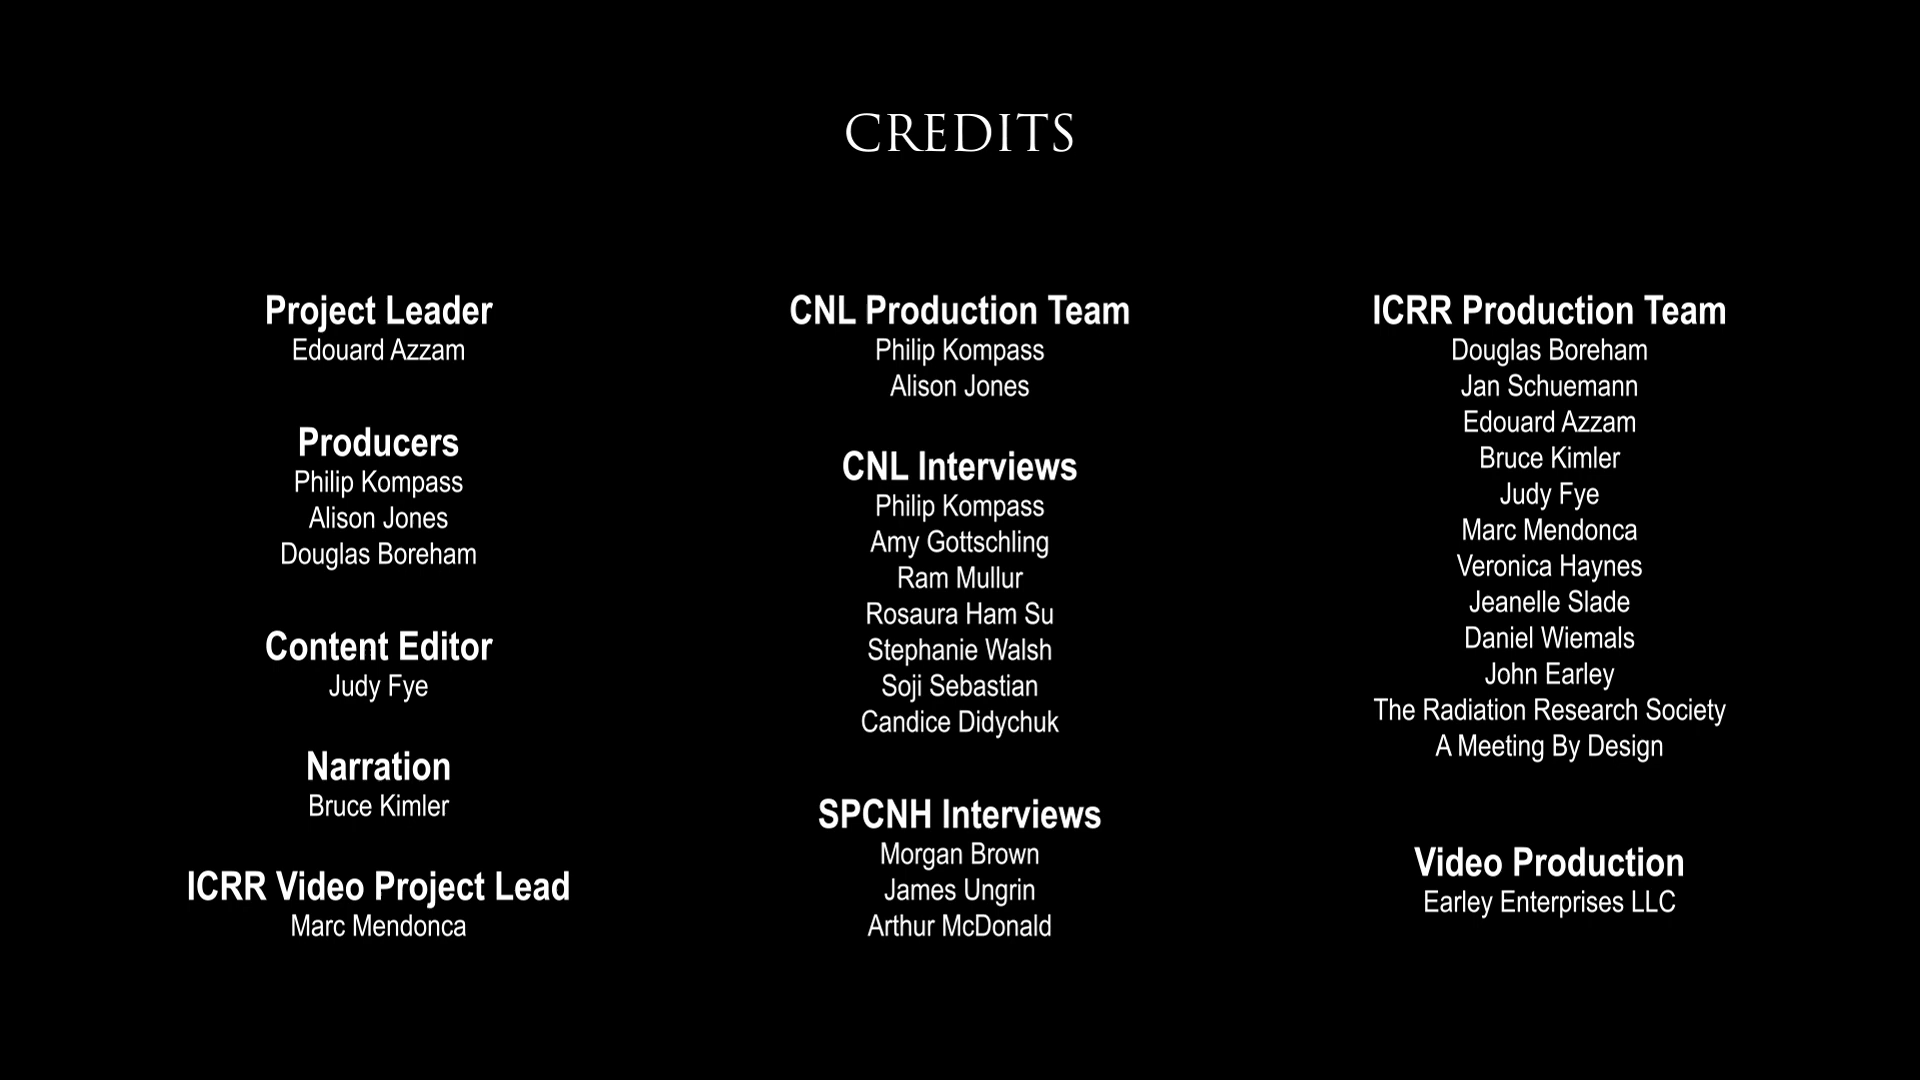 CREDITS
Project Leader
Edouard Azzam
Producers
Philip Kompass
Alison Jones
Douglas Boreham
Content Editor
Judy Fye
Narration
Bruce Kimler
ICRR Video Project Lead
Marc Mendonca
CNL Production Team
Philip Kompass
Alison Jones
CNL Interviews
Philip Kompass
Amy Gottschling
Ram Mullur
Rosaura Ham Su
Stephanie Walsh
Soji Sebastian
Candice Didychuk
SPCNH Interviews
Morgan Brown
James Ungrin
Arthur McDonald
ICRR Production Team
Douglas Boreham
Jan Schuemann
Edouard Azzam
Bruce Kimler
Judy Fye
Marc Mendonca
Veronica Haynes
Jeanelle Slade
Daniel Wiemals
John Earley
The Radiation Research Society
A Meeting By Design
Video Production
Earley Enterprises LLC